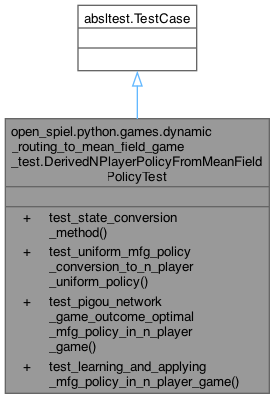 absltest.TestCase
open_spiel.python.games.dynamic
_routing_to_mean_field_game
_test.DerivedNPlayerPolicyFromMeanField
PolicyTest
+ test_state_conversion
_method()
+ test_uniform_mfg_policy
_conversion_to_n_player
_uniform_policy()
+ test_pigou_network
_game_outcome_optimal
_mfg_policy_in_n_player
_game()
+ test_learning_and_applying
_mfg_policy_in_n_player_game()